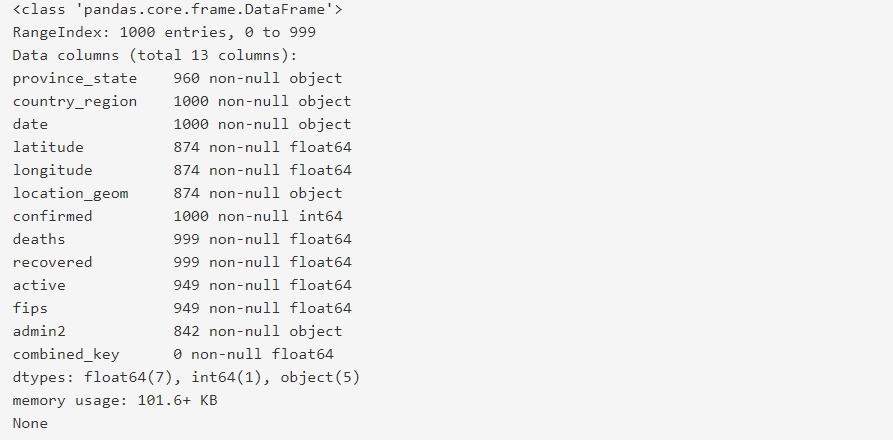 <class 'pandas.core.frame.DataFrame'>
RangeIndex: 1000 entries, 0 to 999
Data columns (total 13 columns):
province_state    960 non-null object
country_region    1000 non-null object
date              1000 non-null object
latitude          874 non-null float64
longitude         874 non-null float64
location_geom     874 non-null object
confirmed         1000 non-null int64
deaths            999 non-null float64
recovered         999 non-null float64
active            949 non-null float64
fips              949 non-null float64
admin2            842 non-null object
combined_key      0 non-null float64
dtypes: float64(7), int64(1), object(5)
memory usage: 101.6+ KB
None